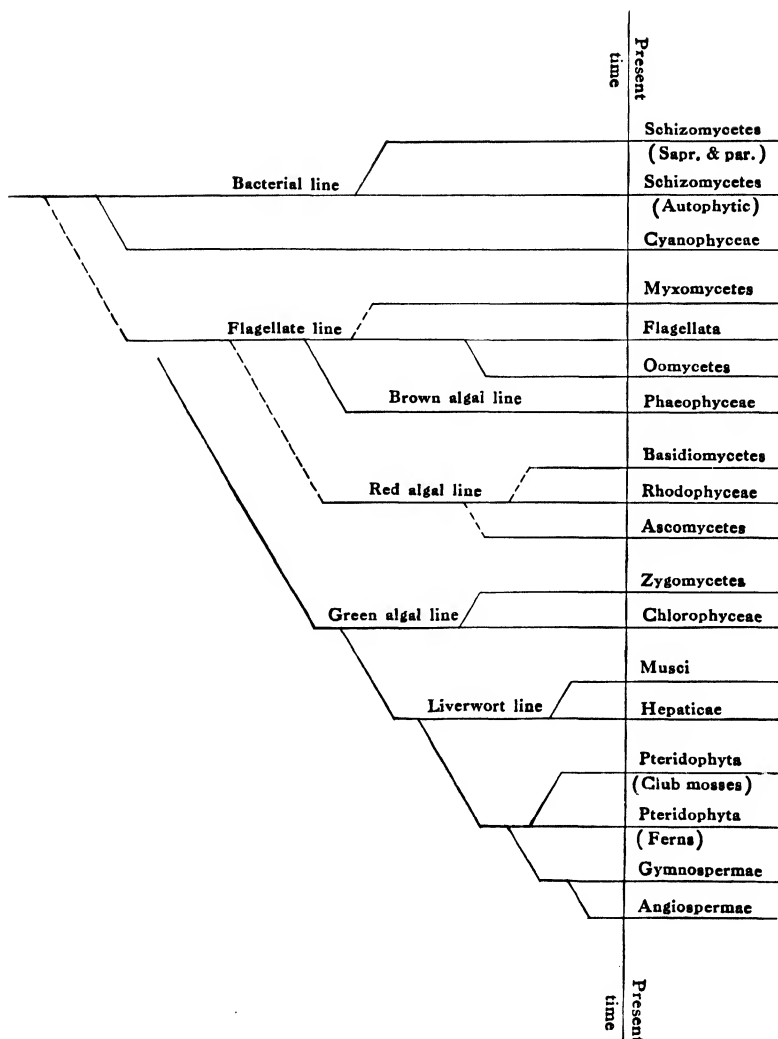 Present
time
Schizomycetes
(Sapr. & par.)
Bacterial line
Schizomycetes
(Autophytic)
Cyanophyceae
Myxomycetes
Flagellate line
Flagellata
Oomycetes
Brown algal line
Phaeophyceae
Basidiomycetes
Red algal line
Rhodophyceae
Ascomycetes
Zygomycetes
Green algal line
Chlorophyceae
Musci
Liverwort line
Hepaticae
Pteridophyta
(Club mosses)
Pteridophyta
(Ferns)
Gymnospermae
Angiospermae
Present
time